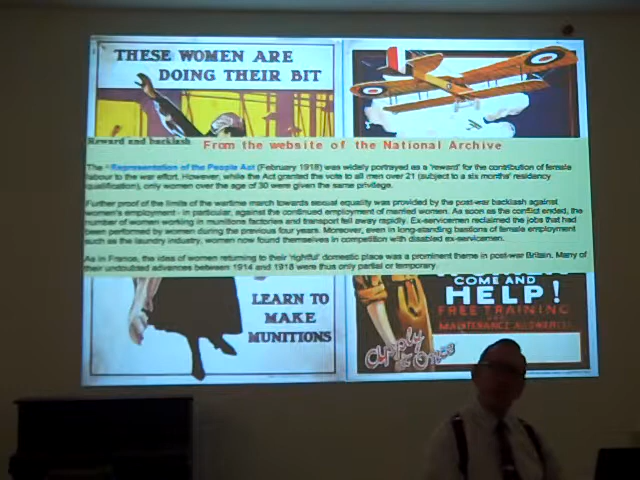 THESE WOMEN ARE
DOING THEIR BIT
Reward and backlash
From the website of the National Archive
The Representation of the People Act (February 1918) was widely portrayed as a 'reward' for the contribution of female
labour to the war effort. However, while the Act granted the vote to all men over 21 (subject to a six months' residency
qualification), only women over the age of 30 were given the same privilege.
Further proof of the limits of the wartime march towards sexual equality was provided by the post-war backlash against
women's employment - in particular, against the continued employment of married women. As soon as the conflict ended, the
number of women working in munitions factories and transport fell away rapidly. Ex-servicemen reclaimed the jobs that had
been performed by women during the previous four years. Moreover, even in long-standing bastions of female employment
such as the laundry industry, women now found themselves in competition with disabled ex-servicemen.
As in France, the idea of women returning to their 'rightful' domestic place was a prominent theme in post-war Britain. Many of
their undoubted advances between 1914 and 1918 were thus only partial or temporary.
LEARN TO
MAKE
MUNITIONS
COME AND
HELP!
FREE TRAINING
MAINTENANCE ALLOWANCES
Apply
at Once